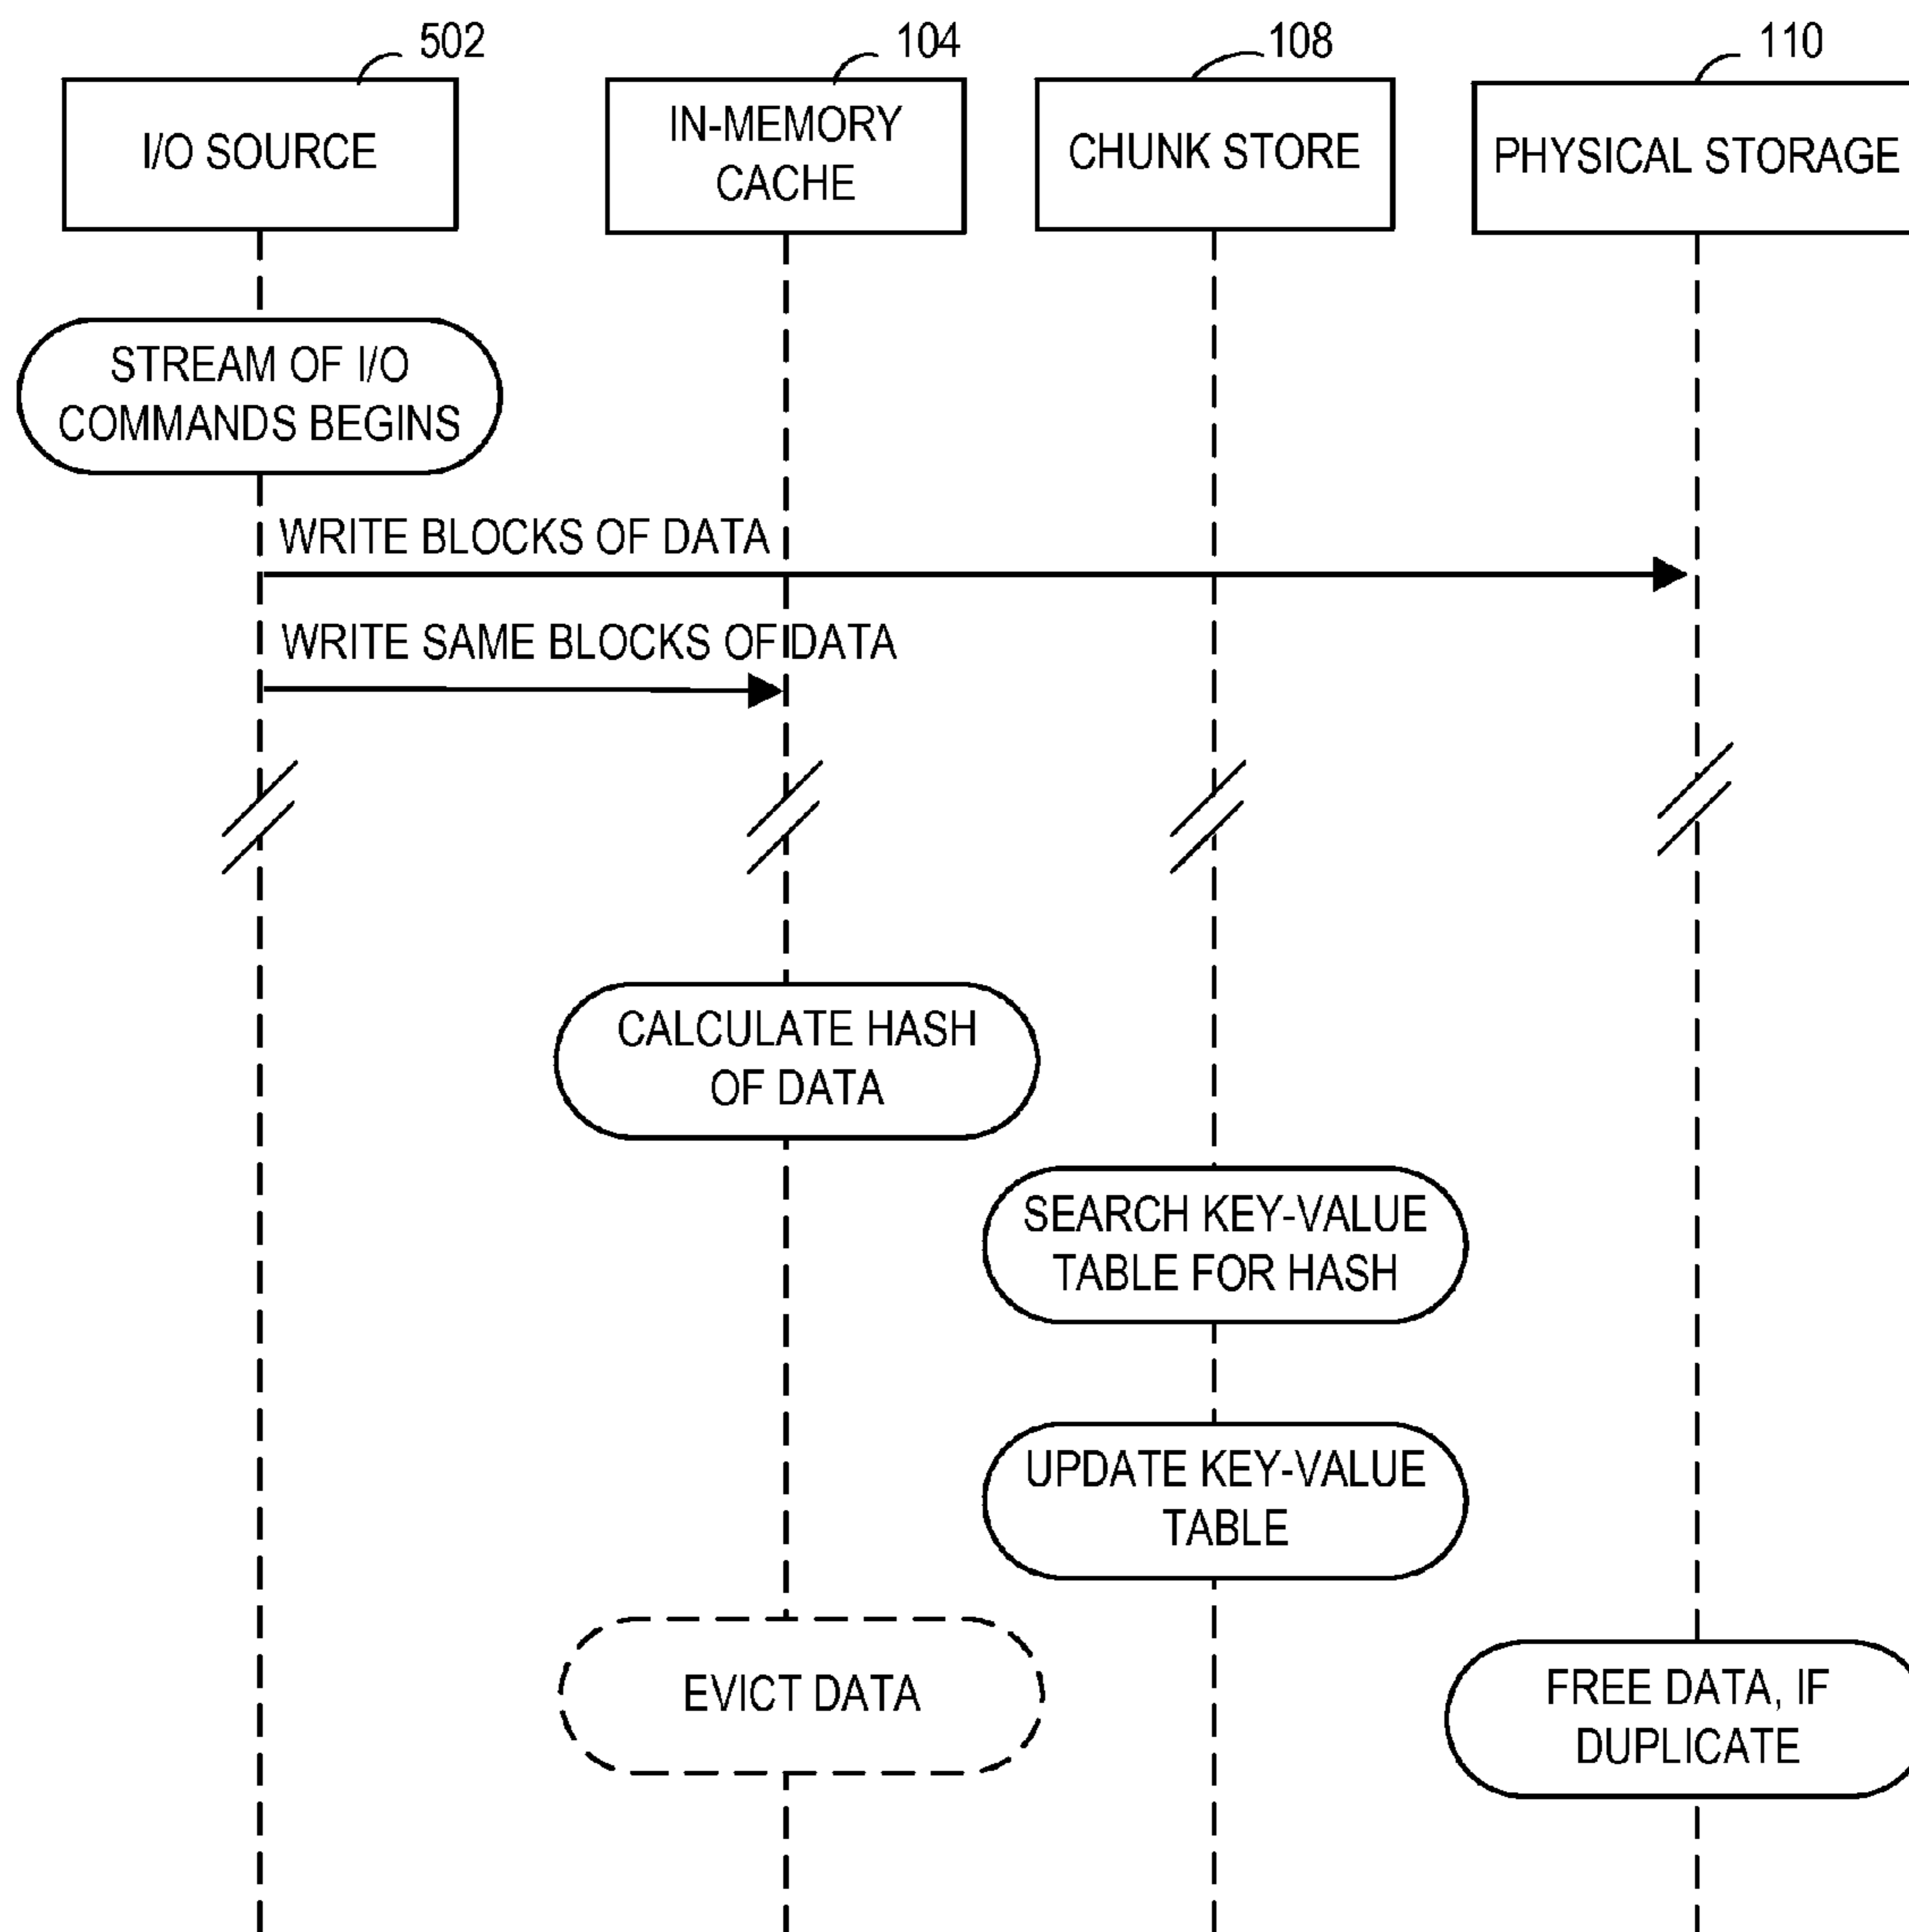 502
104
108
110
I/O SOURCE
IN-MEMORY
CACHE
CHUNK STORE
PHYSICAL STORAGE
STREAM OF I/O
COMMANDS BEGINS
WRITE BLOCKS OF DATA
WRITE SAME BLOCKS OF DATA
CALCULATE HASH
OF DATA
SEARCH KEY-VALUE
TABLE FOR HASH
UPDATE KEY-VALUE
TABLE
EVICT DATA
FREE DATA, IF
DUPLICATE